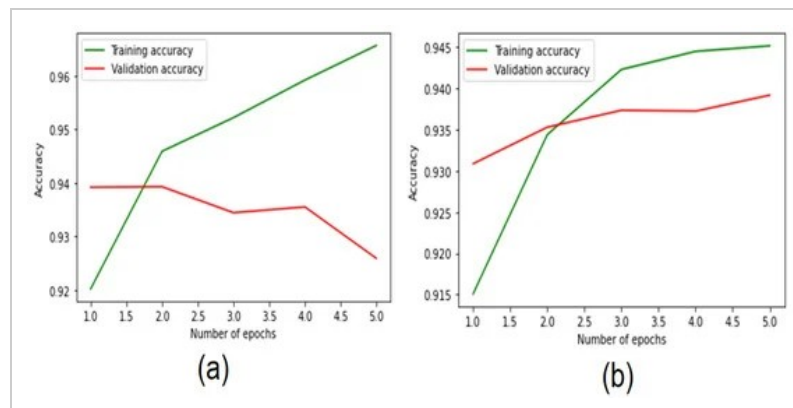 Training accuracy
Validation accuracy
0.96
0.95
0.94
0.93
0.92
Accuracy
1.0 1.5 2.0 2.5 3.0 3.5 4.0 4.5 5.0
Number of epochs
(a)
Training accuracy
Validation accuracy
0.945
0.940
0.935
0.930
0.925
0.920
0.915
Accuracy
1.0 1.5 2.0 2.5 3.0 3.5 4.0 4.5 5.0
Number of epochs
(b)